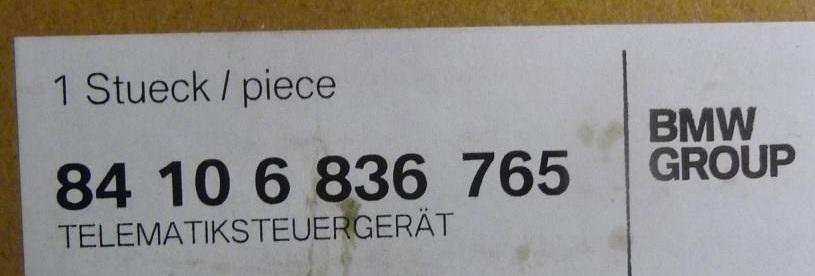 1 Stueck / piece
84 10 6 836 765
TELEMATIKSTEUERGERÄT
BMW
GROUP